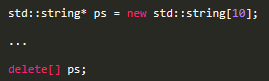 std::string* ps = new std::string[10];
...
delete[] ps;